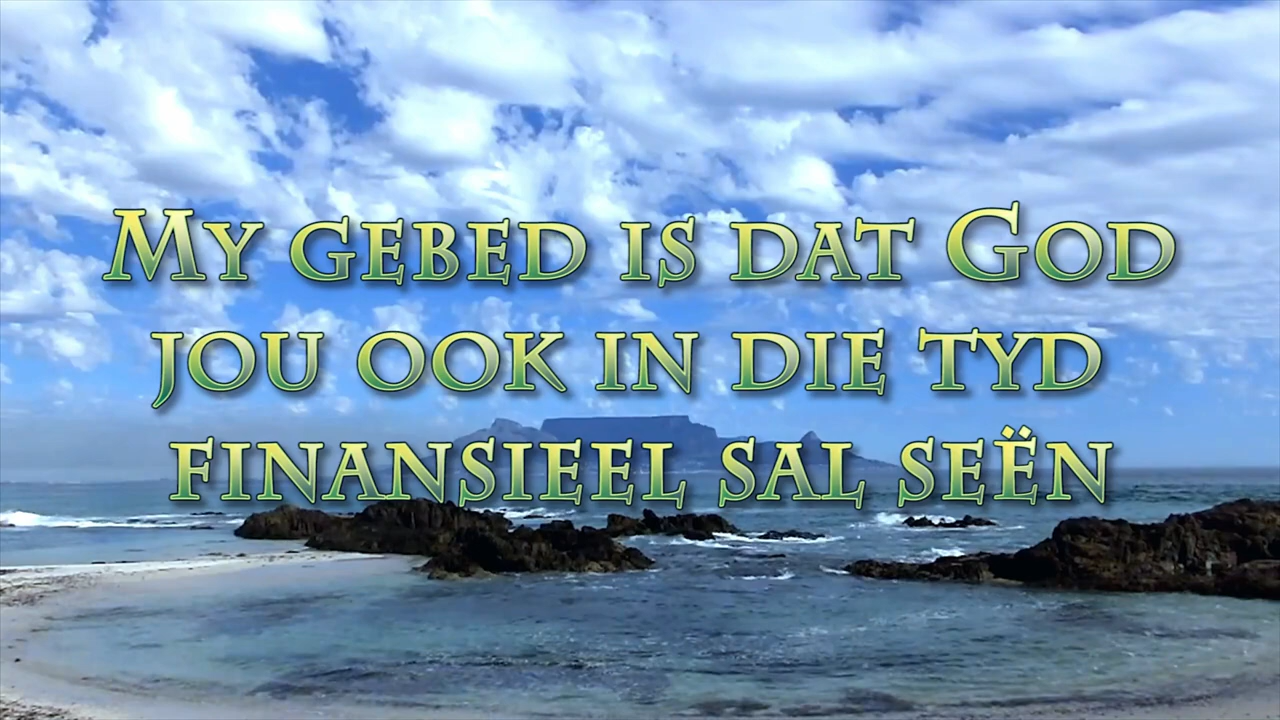 My gebed is dat God
jou ook in die tyd
finansieel sal seën